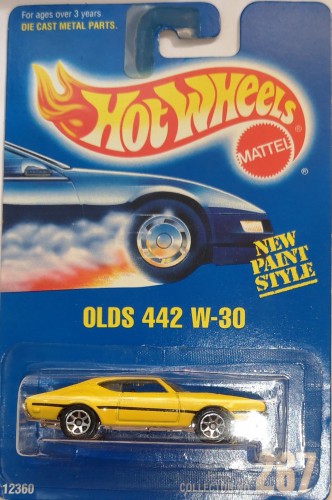 For ages over 3 years.
DIE CAST METAL PARTS.
HOT WHEELS
MATTEL
®
NEW
PAINT
STYLE
OLDS 442 W-30
12360
267